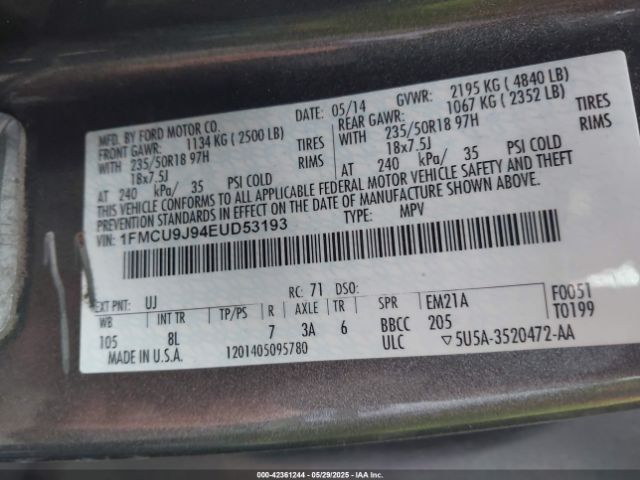 MFD. BY FORD MOTOR CO.
DATE: 05/14 GVWR: 2195 KG ( 4840 LB)
FRONT GAWR: 1134 KG ( 2500 LB) REAR GAWR: 1067 KG ( 2352 LB)
WITH 235/50R18 97H TIRES WITH 235/50R18 97H TIRES
18x7.5J RIMS 18x7.5J RIMS
AT 240 kPa/ 35 PSI COLD AT 240 kPa/ 35 PSI COLD
THIS VEHICLE CONFORMS TO ALL APPLICABLE FEDERAL MOTOR VEHICLE SAFETY AND THEFT
PREVENTION STANDARDS IN EFFECT ON THE DATE OF MANUFACTURE SHOWN ABOVE.
VIN: 1FMCU9J94EUD53193 TYPE: MPV
EXT PNT: UJ RC: 71 DSO:
WB INT TR TP/PS R AXLE TR SPR EM21A F0051
105 8L 7 3A 6 BBCC 205 T0199
MADE IN U.S.A. 1201405095780 ULC ▽5U5A-3520472-AA
000-42361244 | 05/29/2025 | IAA Inc.